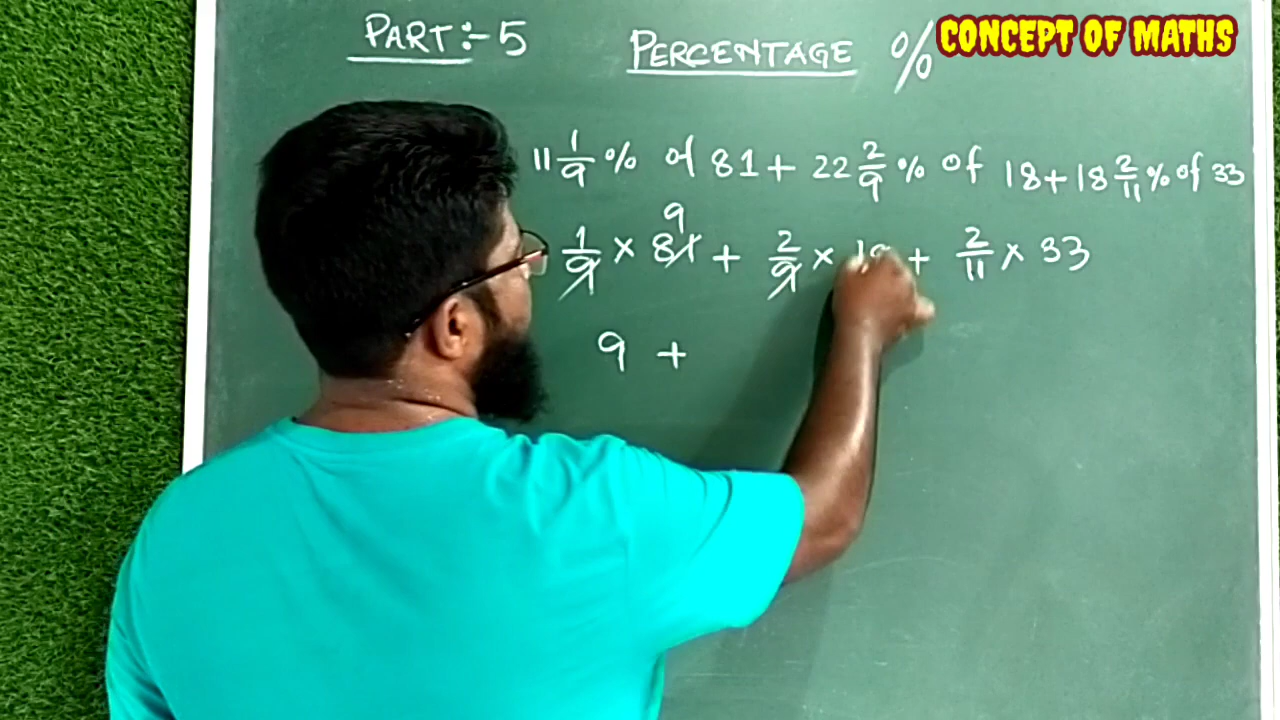 PART:-5
PERCENTAGE %
CONCEPT OF MATHS
11 1/9 % of 81 + 22 2/9 % of 18 + 18 2/11 % of 33
9
1/9 × 81 + 2/9 × 18 + 2/11 × 33
9 +